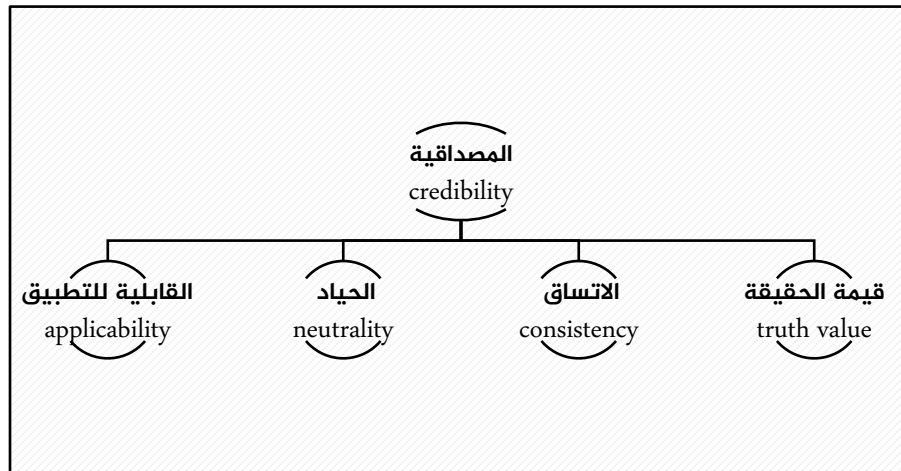 المصداقية
credibility
قيمة الحقيقة
truth value
الاتساق
consistency
الحياد
neutrality
القابلية للتطبيق
applicability